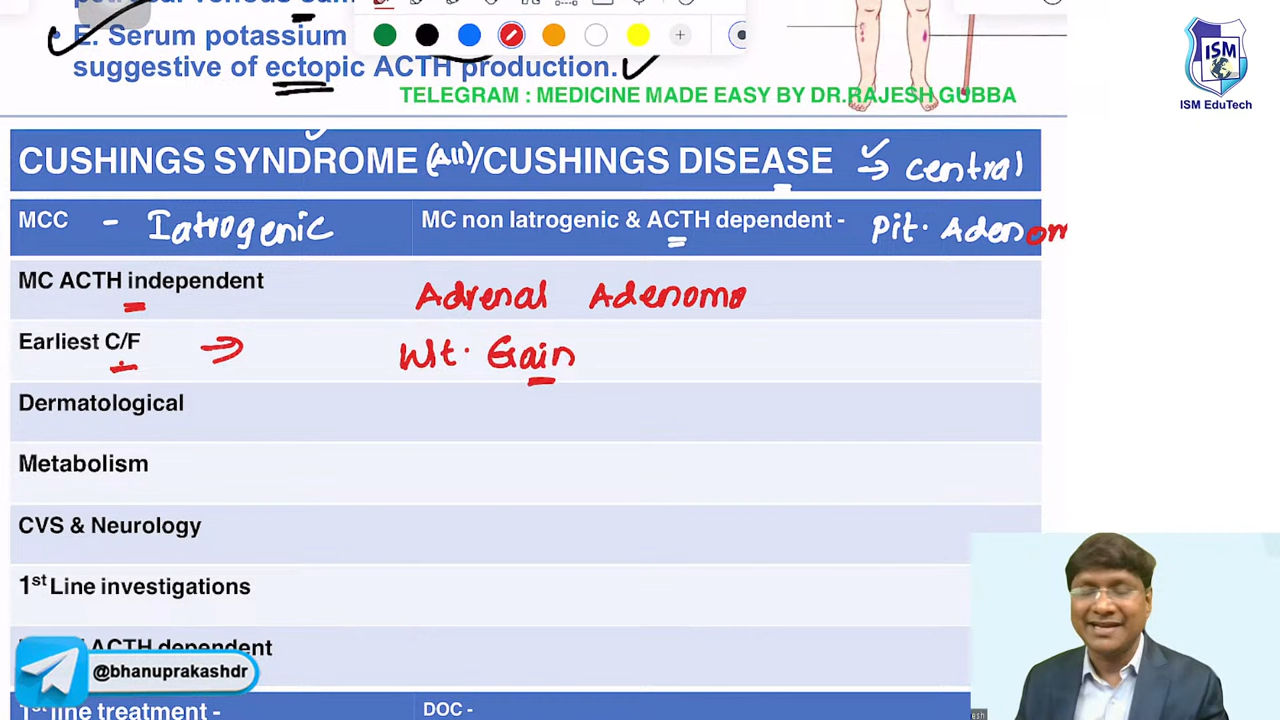 E. Serum potassium
suggestive of ectopic ACTH production.
TELEGRAM : MEDICINE MADE EASY BY DR.RAJESH GUBBA
ISM
ISM EduTech
CUSHINGS SYNDROME (All)/CUSHINGS DISEASE → central
MCC - Iatrogenic
MC non Iatrogenic & ACTH dependent - Pit. Adenom
MC ACTH independent Adrenal Adenoma
Earliest C/F ⇒ Wt. Gain
Dermatological
Metabolism
CVS & Neurology
1st Line investigations
ACTH dependent
@bhanuprakashdr
1st line treatment -
DOC -